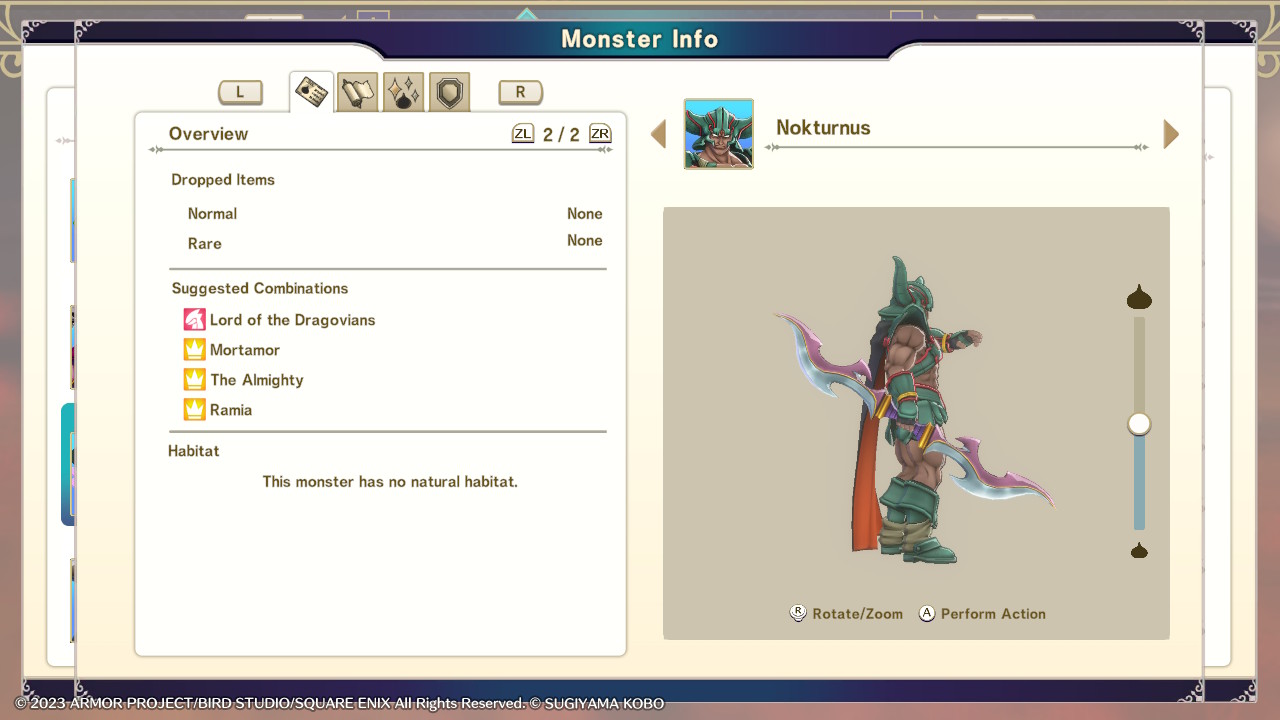 Monster Info
L
R
Overview
ZL 2 / 2 ZR
Nokturnus
Dropped Items
Normal None
Rare None
Suggested Combinations
Lord of the Dragovians
Mortamor
The Almighty
Ramia
Habitat
This monster has no natural habitat.
R Rotate/Zoom A Perform Action
© 2023 ARMOR PROJECT/BIRD STUDIO/SQUARE ENIX All Rights Reserved. © SUGIYAMA KOBO